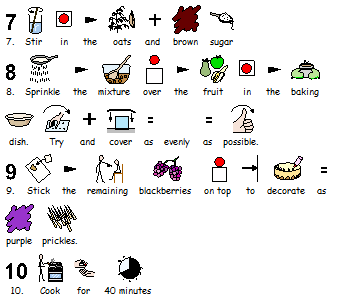 7
7. Stir in the oats and brown sugar
8
8. Sprinkle the mixture over the fruit in the baking
dish. Try and cover as evenly as possible.
9
9. Stick the remaining blackberries on top to decorate as
purple prickles.
10
10. Cook for 40 minutes